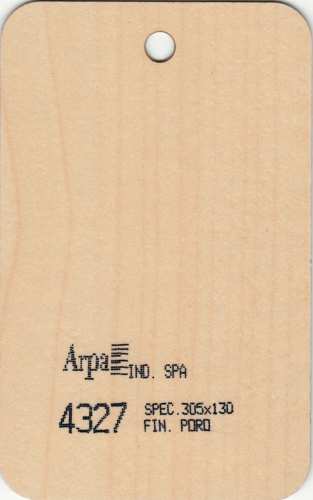 Arpa IND. SPA
4327 SPEC.305x130
FIN. PORO